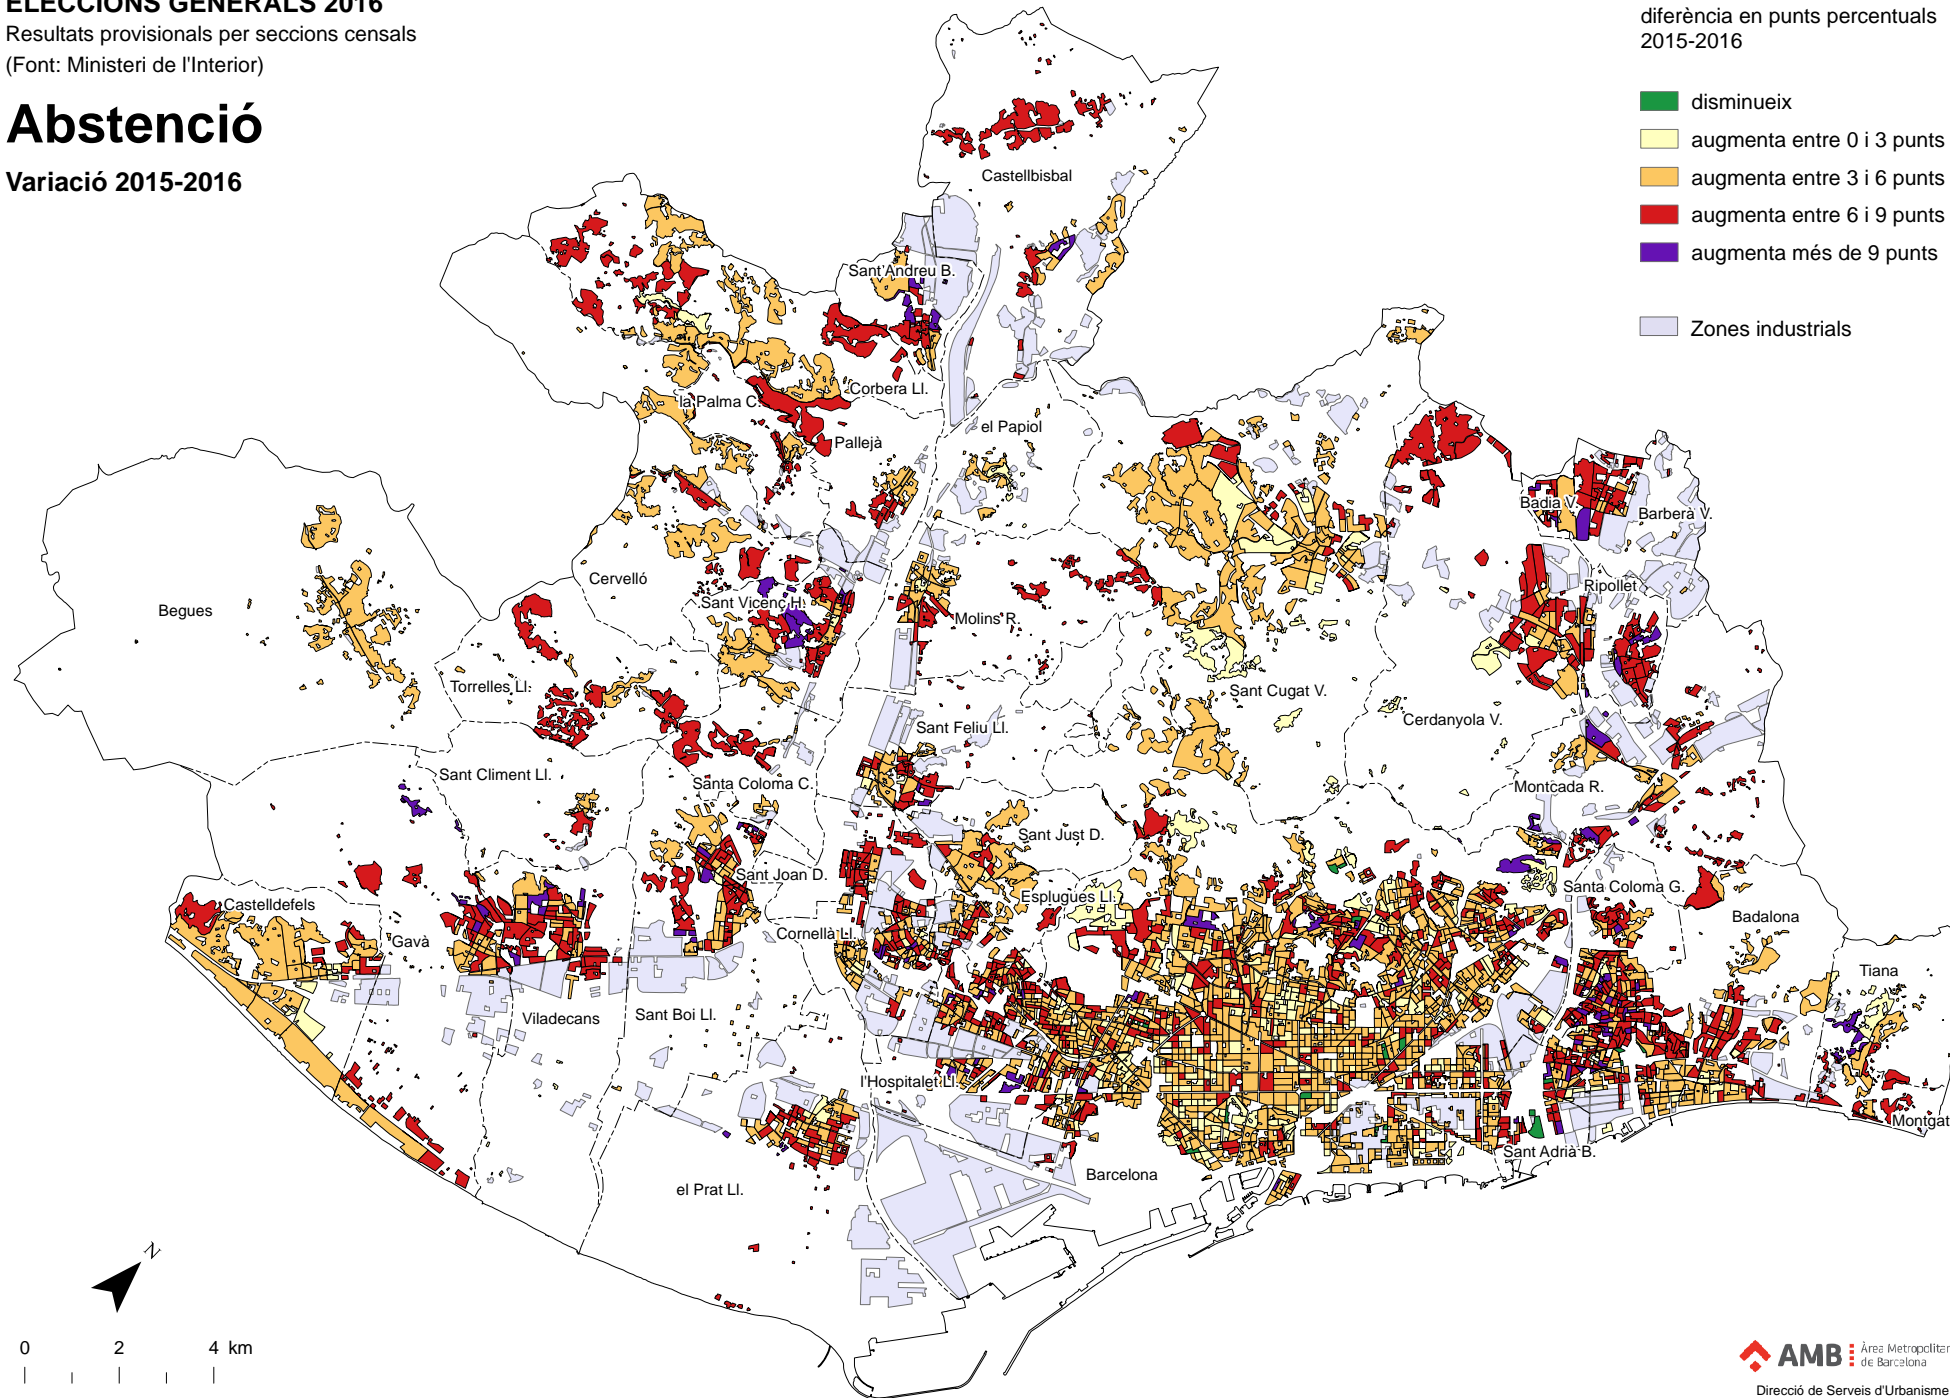 ELECCIONS GENERALS 2016
Resultats provisionals per seccions censals
(Font: Ministeri de l'Interior)
Abstenció
Variació 2015-2016
diferència en punts percentuals
2015-2016
disminueix
augmenta entre 0 i 3 punts
augmenta entre 3 i 6 punts
augmenta entre 6 i 9 punts
augmenta més de 9 punts
Zones industrials
Castellbisbal
Sant Andreu B.
Corbera Ll.
la Palma C.
Pallejà
el Papiol
Badia V.
Barberà V.
Cervelló
Ripollet
Begues
Sant Vicenç H.
Molins R.
Torrelles Ll.
Sant Cugat V.
Cerdanyola V.
Sant Feliu Ll.
Sant Climent Ll.
Santa Coloma C.
Montcada R.
Sant Just D.
Sant Joan D.
Santa Coloma G.
Esplugues Ll.
Castelldefels
Badalona
Gavà
Cornellà Ll.
Tiana
Viladecans
Sant Boi Ll.
l'Hospitalet Ll.
Montgat
Sant Adrià B.
Barcelona
el Prat Ll.
N
0 2 4 km
AMB
Àrea Metropolitan
de Barcelona
Direcció de Serveis d'Urbanisme